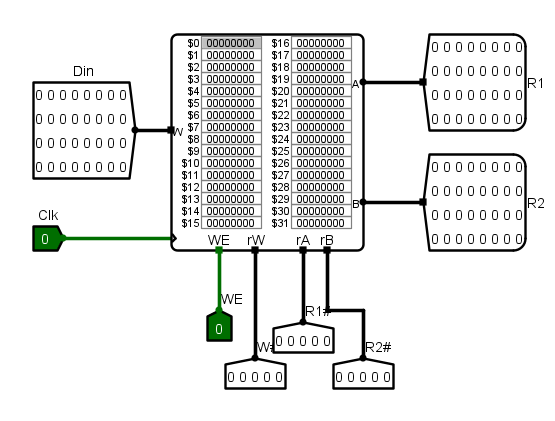 Din
0 0 0 0 0 0 0 0
0 0 0 0 0 0 0 0
0 0 0 0 0 0 0 0
0 0 0 0 0 0 0 0
Clk
0
W
$0 00000000 $16 00000000
$1 00000000 $17 00000000
$2 00000000 $18 00000000
$3 00000000 $19 00000000
$4 00000000 $20 00000000
$5 00000000 $21 00000000
$6 00000000 $22 00000000
$7 00000000 $23 00000000
$8 00000000 $24 00000000
$9 00000000 $25 00000000
$10 00000000 $26 00000000
$11 00000000 $27 00000000
$12 00000000 $28 00000000
$13 00000000 $29 00000000
$14 00000000 $30 00000000
$15 00000000 $31 00000000
WE rW rA rB
A
B
0 0 0 0 0 0 0 0
0 0 0 0 0 0 0 0
0 0 0 0 0 0 0 0
0 0 0 0 0 0 0 0
R1
0 0 0 0 0 0 0 0
0 0 0 0 0 0 0 0
0 0 0 0 0 0 0 0
0 0 0 0 0 0 0 0
R2
WE
0
W#
0 0 0 0 0
R1#
0 0 0 0 0
R2#
0 0 0 0 0